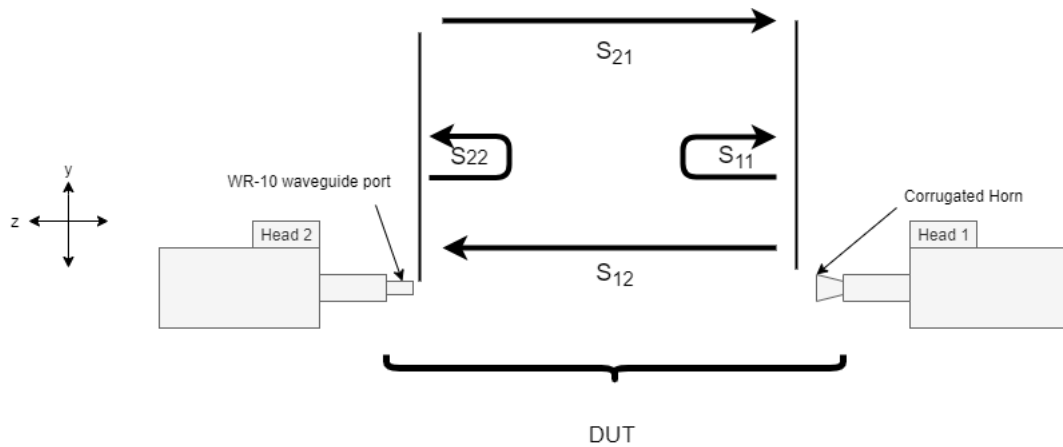 S21
S22
S11
y
WR-10 waveguide port
Corrugated Horn
z
Head 2
Head 1
S12
DUT